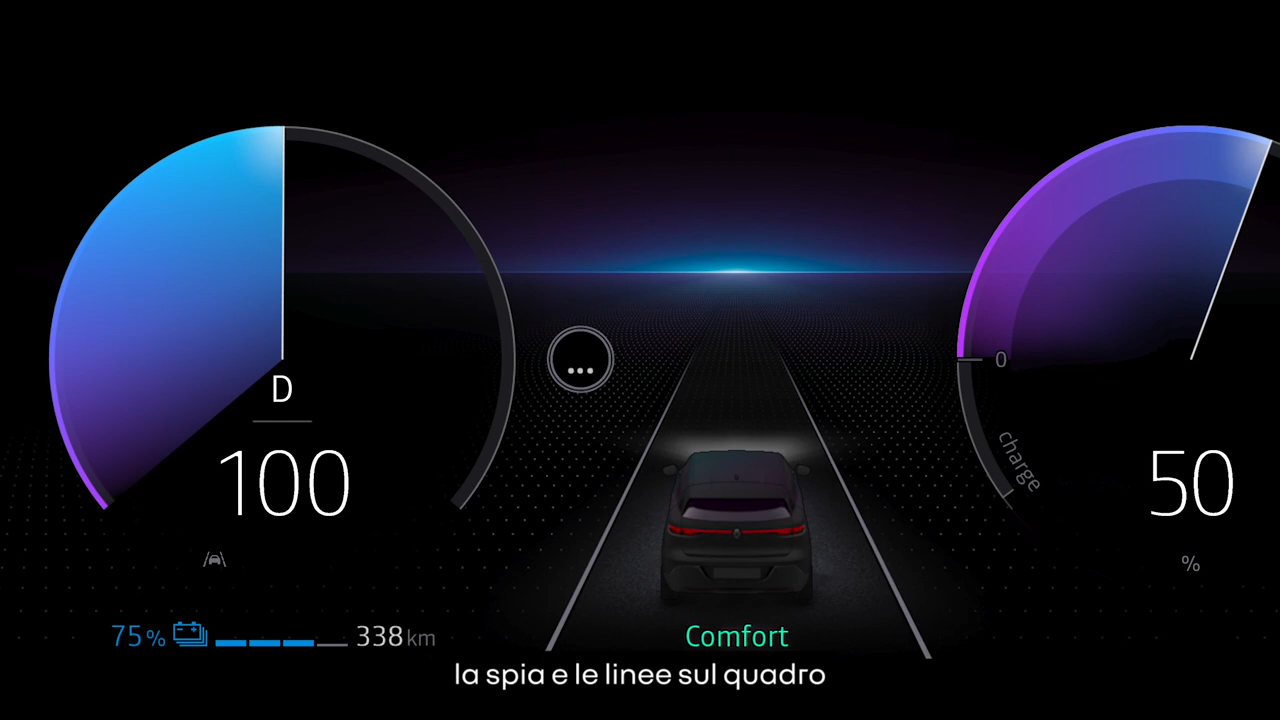 D
100
75%
338km
0
charge
50
%
Comfort
la spia e le linee sul quadro